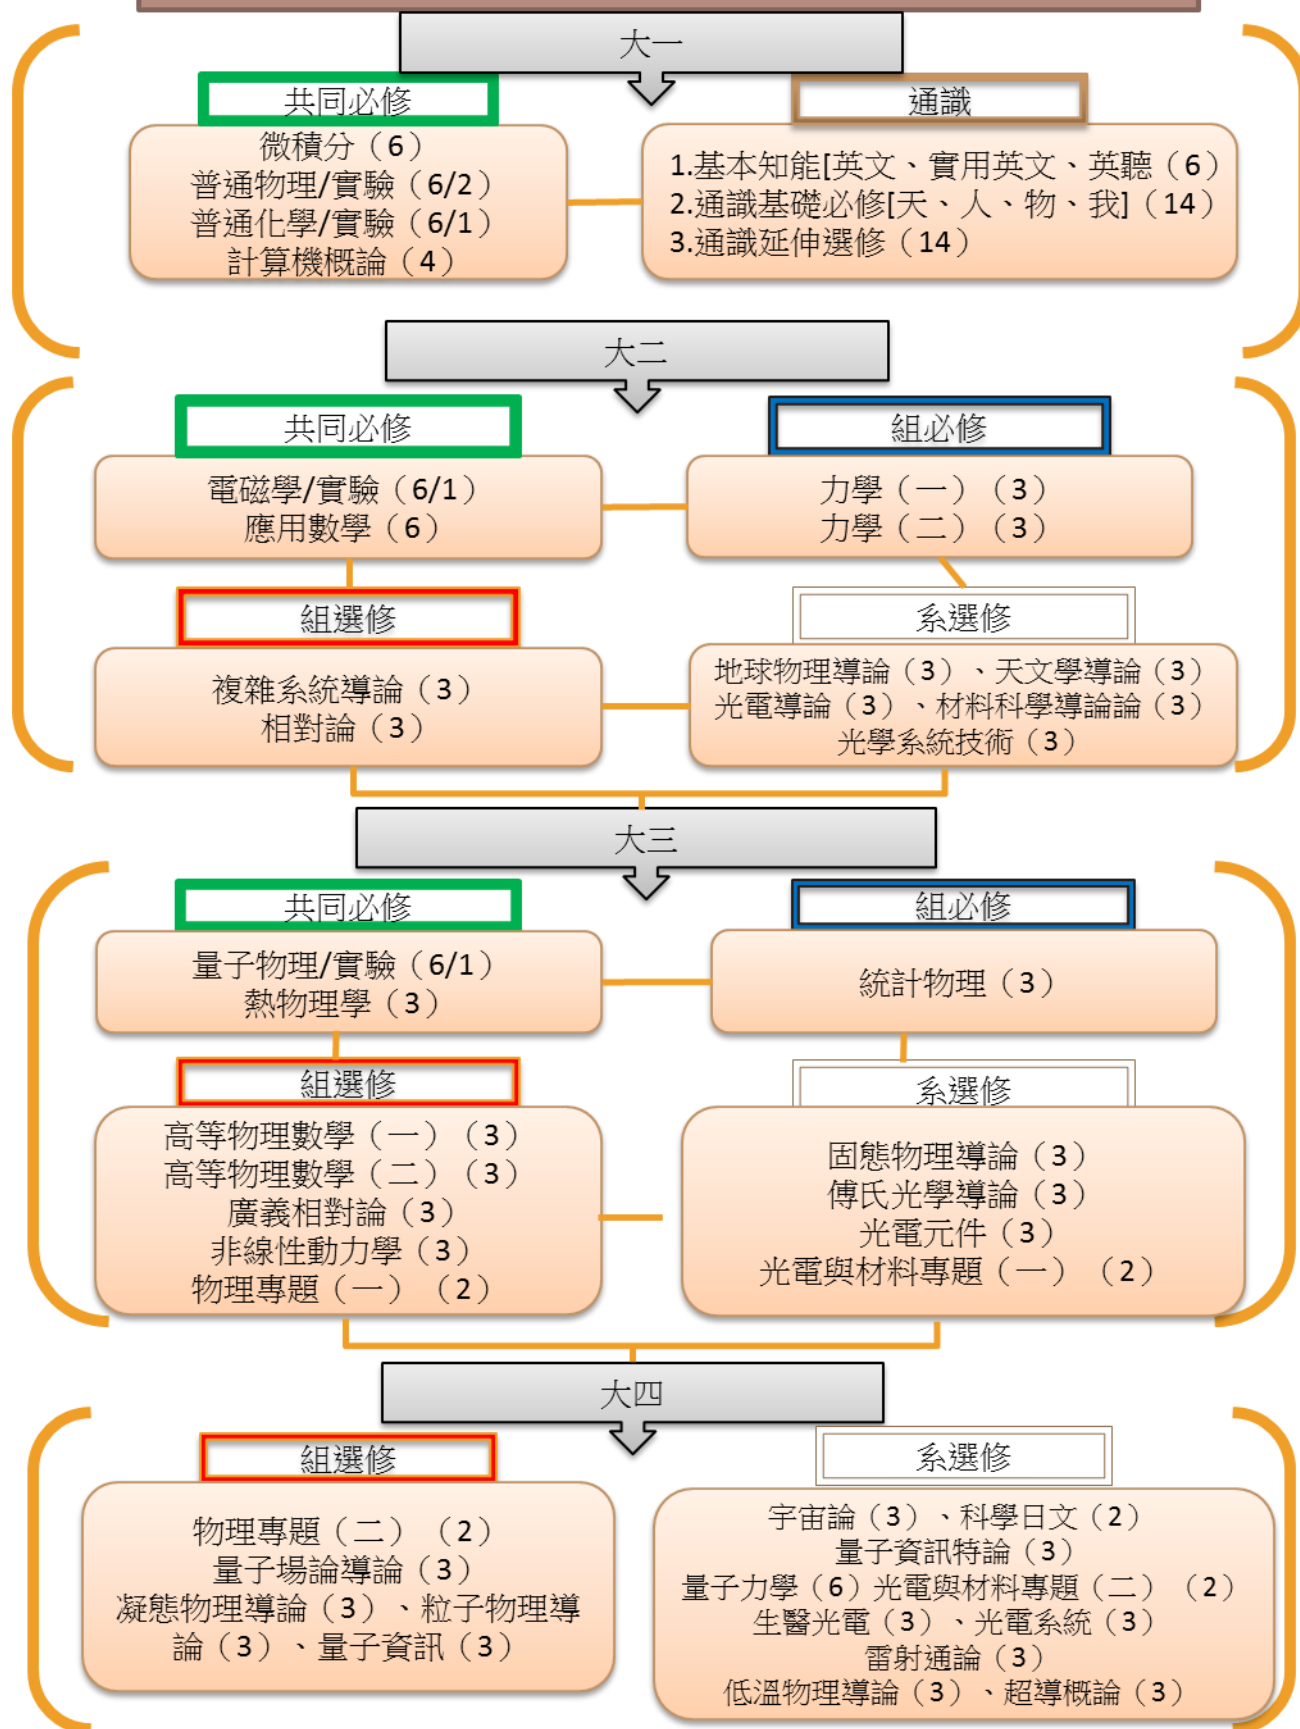 大一
共同必修
微積分（6）
普通物理/實驗（6/2）
普通化學/實驗（6/1）
計算機概論（4）
通識
1.基本知能[英文、實用英文、英聽（6）
2.通識基礎必修[天、人、物、我]（14）
3.通識延伸選修（14）
大二
共同必修
電磁學/實驗（6/1）
應用數學（6）
組必修
力學（一）（3）
力學（二）（3）
組選修
複雜系統導論（3）
相對論（3）
系選修
地球物理導論（3）、天文學導論（3）
光電導論（3）、材料科學導論論（3）
光學系統技術（3）
大三
共同必修
量子物理/實驗（6/1）
熱物理學（3）
組必修
統計物理（3）
組選修
高等物理數學（一）（3）
高等物理數學（二）（3）
廣義相對論（3）
非線性動力學（3）
物理專題（一）（2）
系選修
固態物理導論（3）
傅氏光學導論（3）
光電元件（3）
光電與材料專題（一）（2）
大四
組選修
物理專題（二）（2）
量子場論導論（3）
凝態物理導論（3）、粒子物理導
論（3）、量子資訊（3）
系選修
宇宙論（3）、科學日文（2）
量子資訊特論（3）
量子力學（6）光電與材料專題（二）（2）
生醫光電（3）、光電系統（3）
雷射通論（3）
低溫物理導論（3）、超導概論（3）